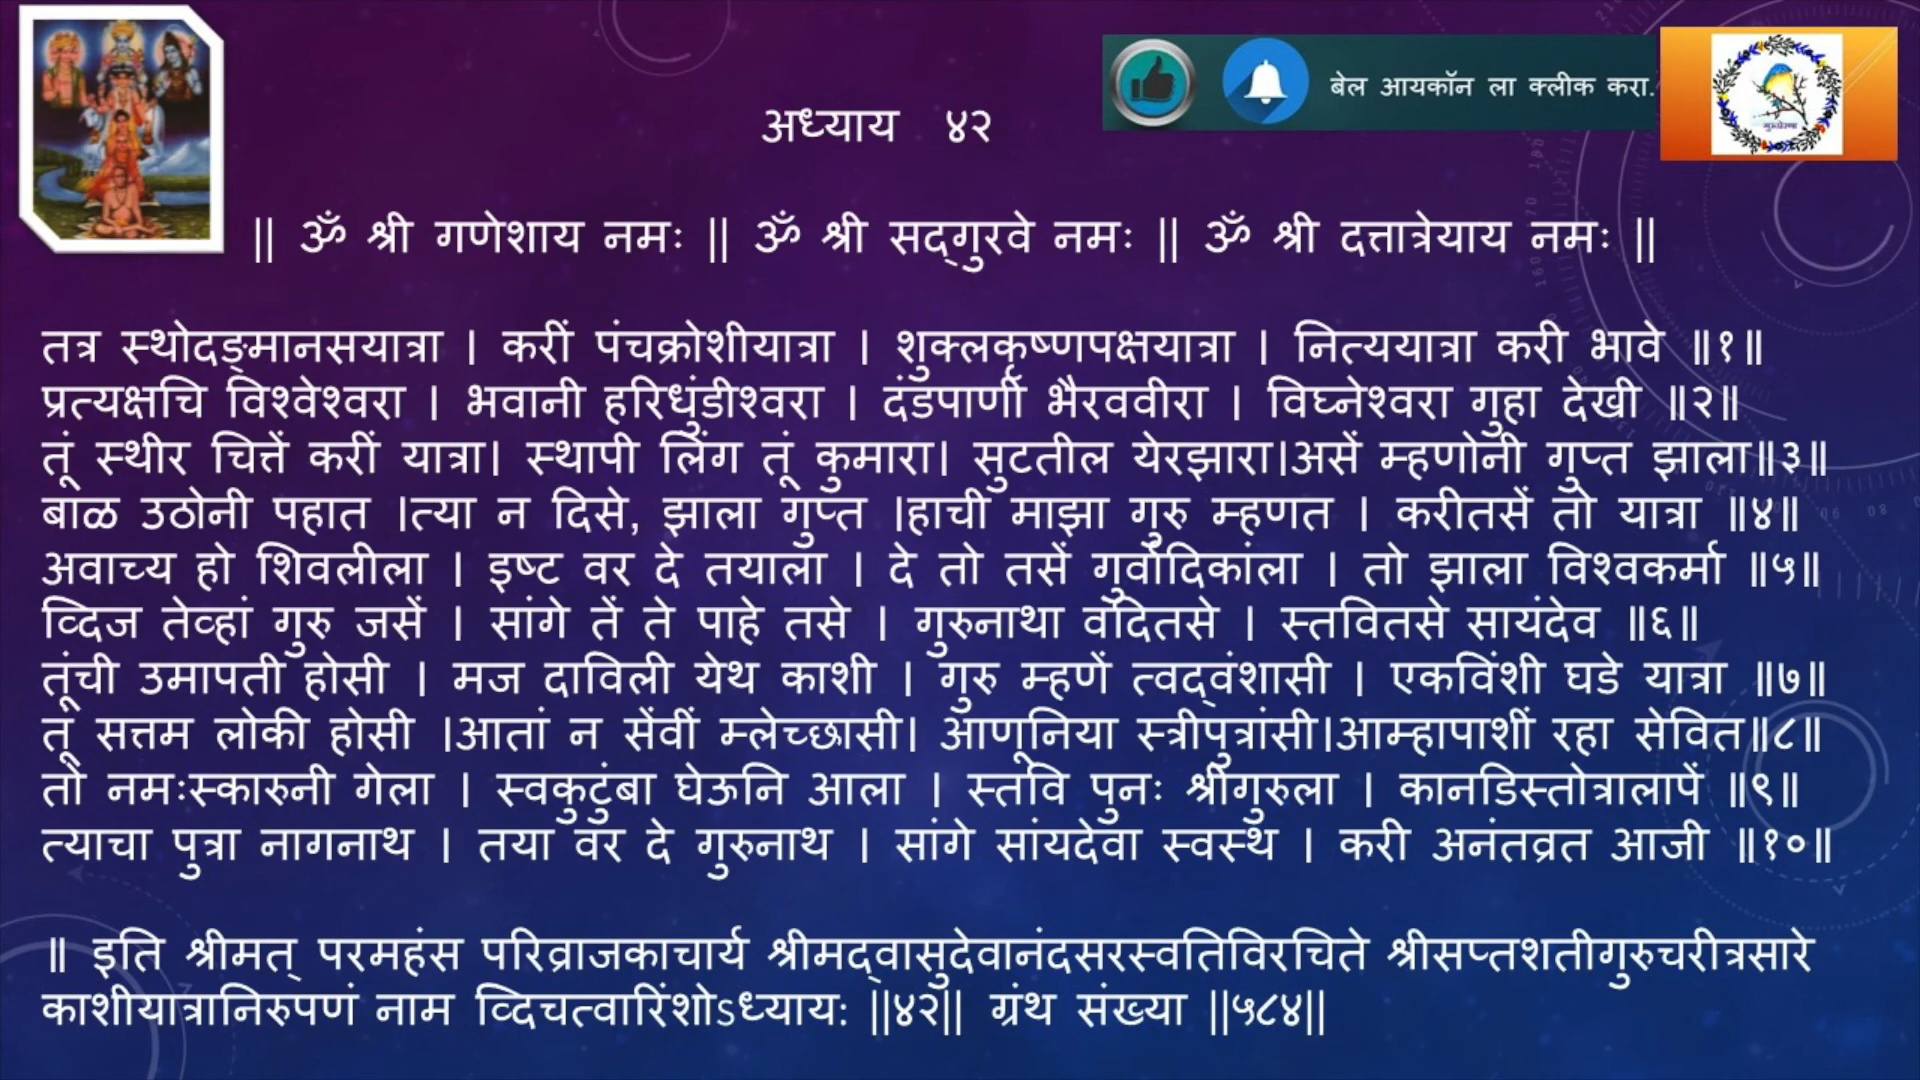 बेल आयकॉन ला क्लीक करा.
अध्याय ४२
|| ॐ श्री गणेशाय नमः || ॐ श्री सद्‌गुरवे नमः || ॐ श्री दत्तात्रेयाय नमः ||
तत्र स्थोदङ्मानसयात्रा । करीं पंचक्रोशीयात्रा । शुक्लकृष्णपक्षयात्रा । नित्ययात्रा करी भावे ॥१॥
प्रत्यक्षचि विश्वेश्वरा । भवानी हरिधुंडीश्वरा । दंडपाणी भैरववीरा । विघ्नेश्वरा गुहा देखी ॥२॥
तूं स्थीर चित्तें करीं यात्रा। स्थापी लिंग तूं कुमारा। सुटतील येरझारा।असें म्हणोनी गुप्त झाला॥३॥
बाळ उठोनी पहात ।त्या न दिसे, झाला गुप्त ।हाची माझा गुरु म्हणत । करीतसें तो यात्रा ॥४॥
अवाच्य हो शिवलीला । इष्ट वर दे तयाला । दे तो तसें गुर्वादिकांला । तो झाला विश्वकर्मा ॥५॥
व्दिज तेव्हां गुरु जसें । सांगे तें ते पाहे तसे । गुरुनाथा वंदितसे । स्तवितसे सायंदेव ॥६॥
तूंची उमापती होसी । मज दाविली येथ काशी । गुरु म्हणें त्वद्‌वंशासी । एकविंशी घडे यात्रा ॥७॥
तूं सत्तम लोकी होसी ।आतां न सेंवीं म्लेच्छासी। आणूनिया स्त्रीपुत्रांसी।आम्हापाशीं रहा सेवित॥८॥
तो नमःस्कारुनी गेला । स्वकुटुंबा घेऊनि आला । स्तवि पुनः श्रीगुरुला । कानडिस्तोत्रालापें ॥९॥
त्याचा पुत्रा नागनाथ । तया वर दे गुरुनाथ । सांगे सांयदेवा स्वस्थ । करी अनंतव्रत आजी ॥१०॥
॥ इति श्रीमत् परमहंस परिव्राजकाचार्य श्रीमद्‌वासुदेवानंदसरस्वतिविरचिते श्रीसप्तशतीगुरुचरीत्रसारे
काशीयात्रानिरुपणं नाम व्दिचत्वारिंशोऽध्यायः ||४२|| ग्रंथ संख्या ||५८४||